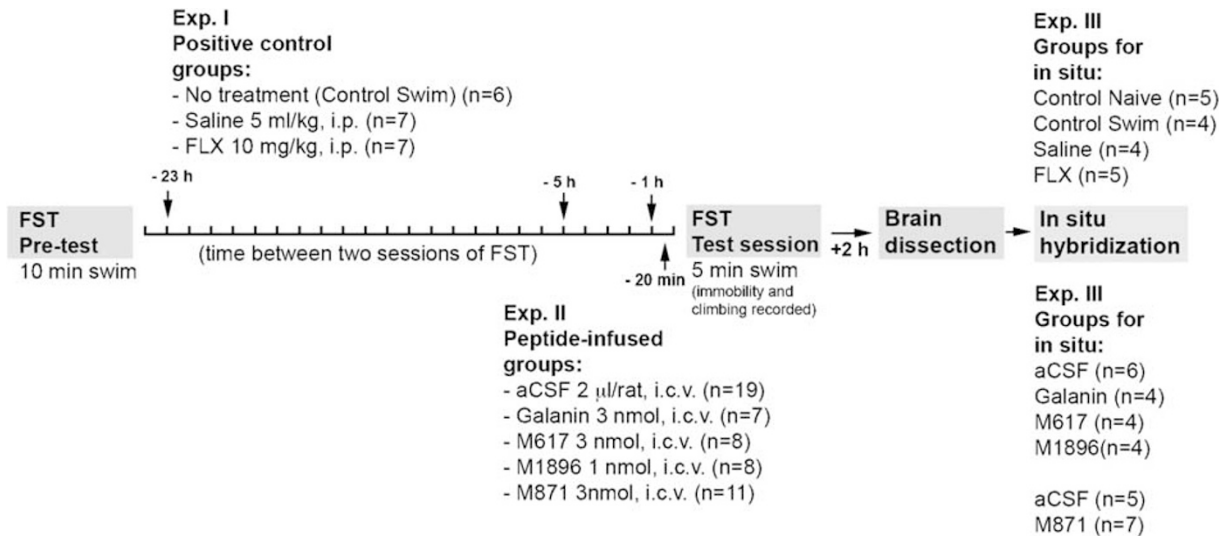 Exp. I
Positive control
groups:
- No treatment (Control Swim) (n=6)
- Saline 5 ml/kg, i.p. (n=7)
- FLX 10 mg/kg, i.p. (n=7)
Exp. III
Groups for
in situ:
Control Naive (n=5)
Control Swim (n=4)
Saline (n=4)
FLX (n=5)
- 23 h
- 5 h
- 1 h
FST
Pre-test
10 min swim
(time between two sessions of FST)
- 20 min
FST
Test session
5 min swim
(immobility and
climbing recorded)
+2 h
Brain
dissection
In situ
hybridization
Exp. II
Peptide-infused
groups:
- aCSF 2 μl/rat, i.c.v. (n=19)
- Galanin 3 nmol, i.c.v. (n=7)
- M617 3 nmol, i.c.v. (n=8)
- M1896 1 nmol, i.c.v. (n=8)
- M871 3nmol, i.c.v. (n=11)
Exp. III
Groups for
in situ:
aCSF (n=6)
Galanin (n=4)
M617 (n=4)
M1896(n=4)
aCSF (n=5)
M871 (n=7)